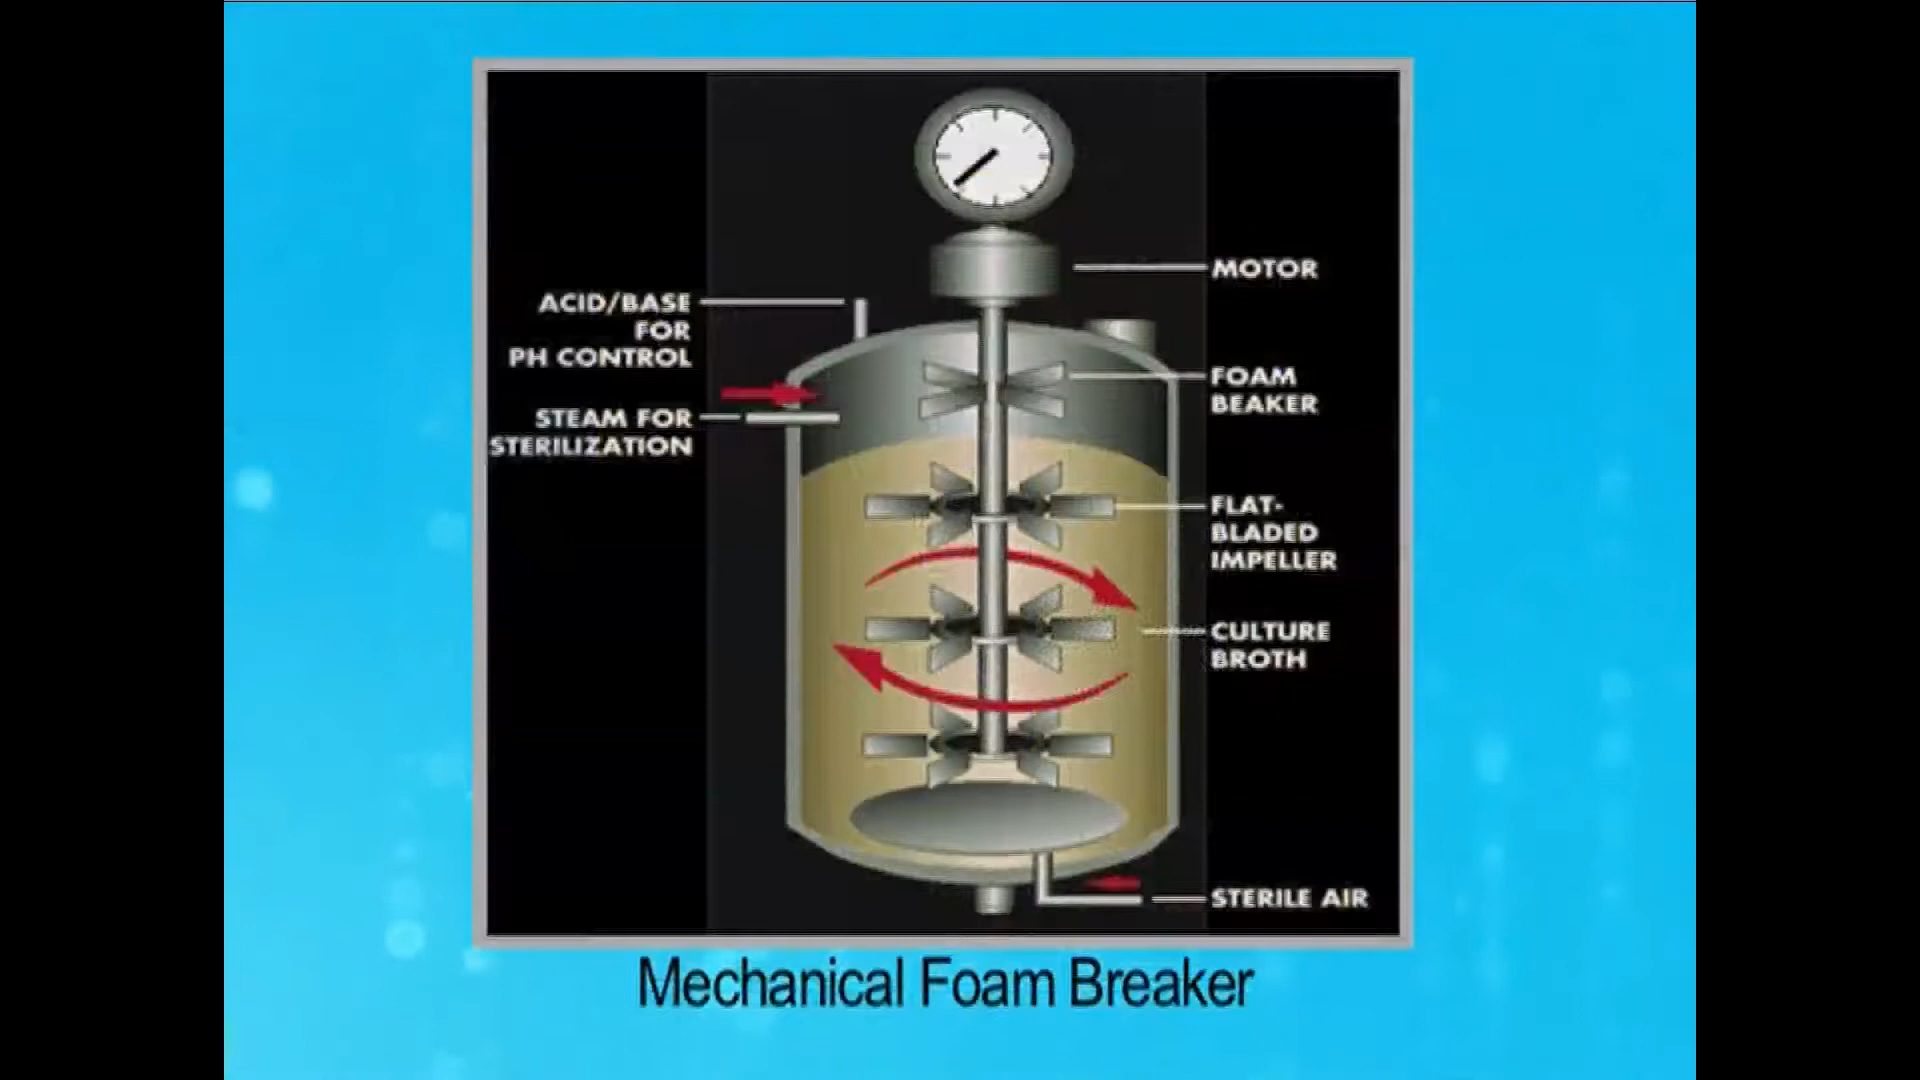 MOTOR
ACID/BASE
FOR
PH CONTROL
STEAM FOR
STERILIZATION
FOAM
BEAKER
FLAT-
BLADED
IMPELLER
CULTURE
BROTH
STERILE AIR
Mechanical Foam Breaker